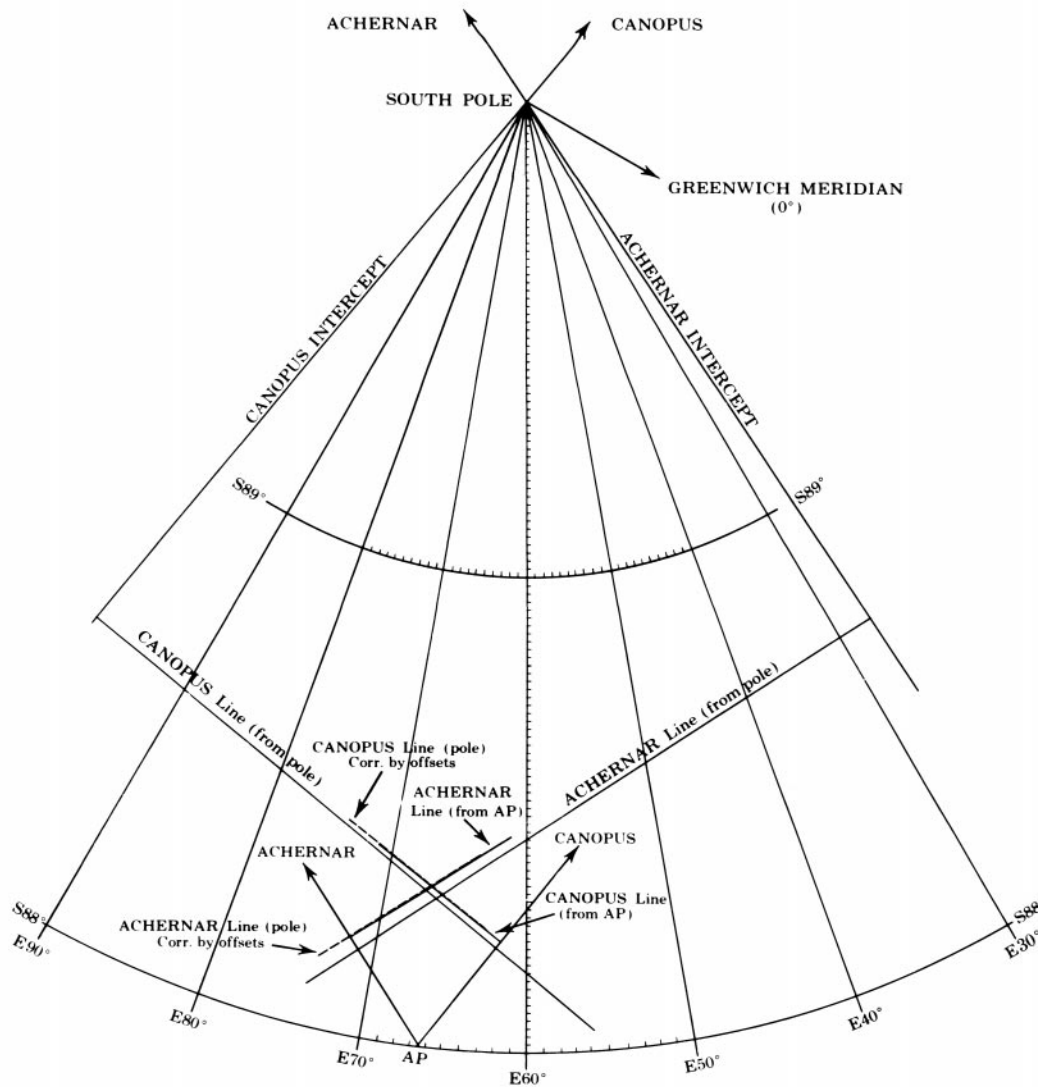 ACHERNAR
CANOPUS
SOUTH POLE
GREENWICH MERIDIAN
(0°)
CANOPUS INTERCEPT
ACHERNAR INTERCEPT
S89°
S89°
CANOPUS Line (from pole)
ACHERNAR Line (from pole)
CANOPUS Line (pole)
Corr. by offsets
ACHERNAR
Line (from AP)
ACHERNAR
CANOPUS
CANOPUS Line
(from AP)
ACHERNAR Line (pole)
Corr. by offsets
S88°
S88°
E90°
E80°
E70°
AP
E60°
E50°
E40°
E30°